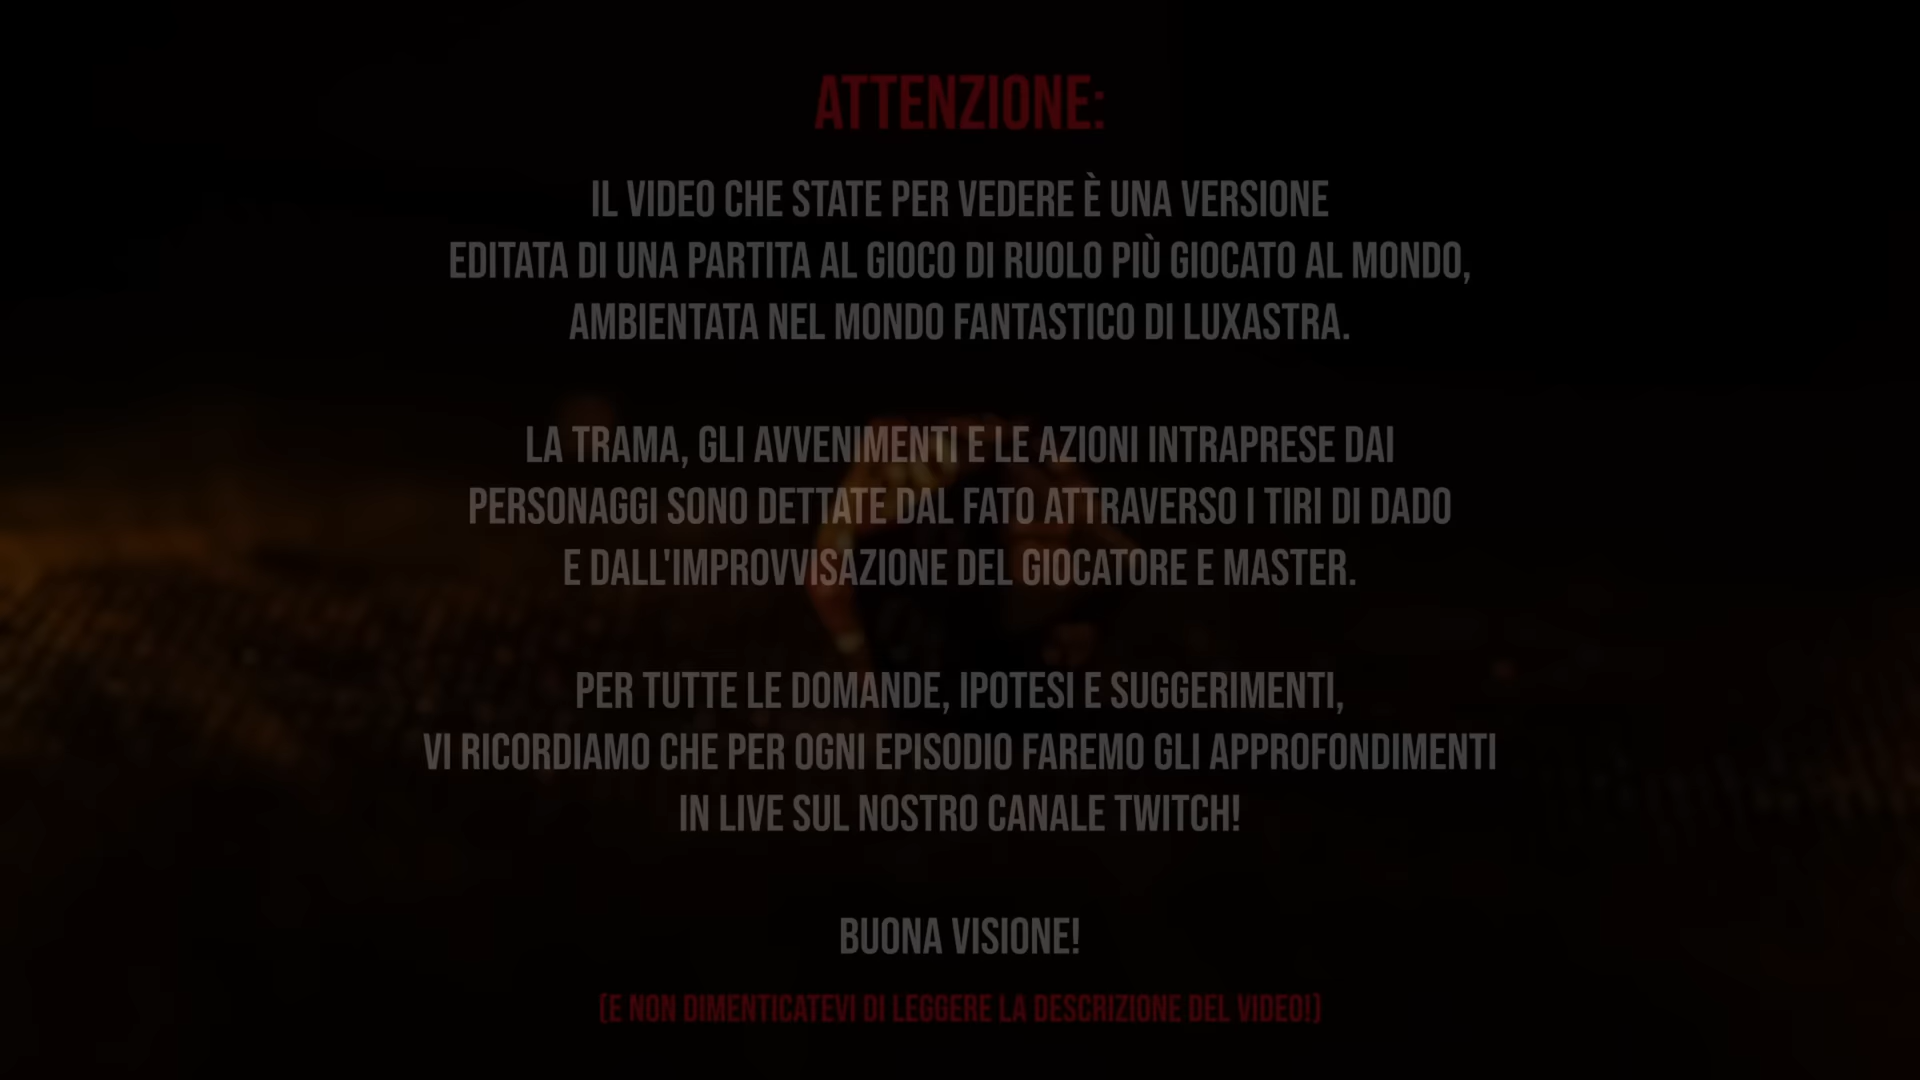 ATTENZIONE:
IL VIDEO CHE STATE PER VEDERE È UNA VERSIONE
EDITATA DI UNA PARTITA AL GIOCO DI RUOLO PIÙ GIOCATO AL MONDO,
AMBIENTATA NEL MONDO FANTASTICO DI LUXASTRA.
LA TRAMA, GLI AVVENIMENTI E LE AZIONI INTRAPRESE DAI
PERSONAGGI SONO DETTATE DAL FATO ATTRAVERSO I TIRI DI DADO
E DALL'IMPROVVISAZIONE DEL GIOCATORE E MASTER.
PER TUTTE LE DOMANDE, IPOTESI E SUGGERIMENTI,
VI RICORDIAMO CHE PER OGNI EPISODIO FAREMO GLI APPROFONDIMENTI
IN LIVE SUL NOSTRO CANALE TWITCH!
BUONA VISIONE!
(E NON DIMENTICATEVI DI LEGGERE LA DESCRIZIONE DEL VIDEO!)